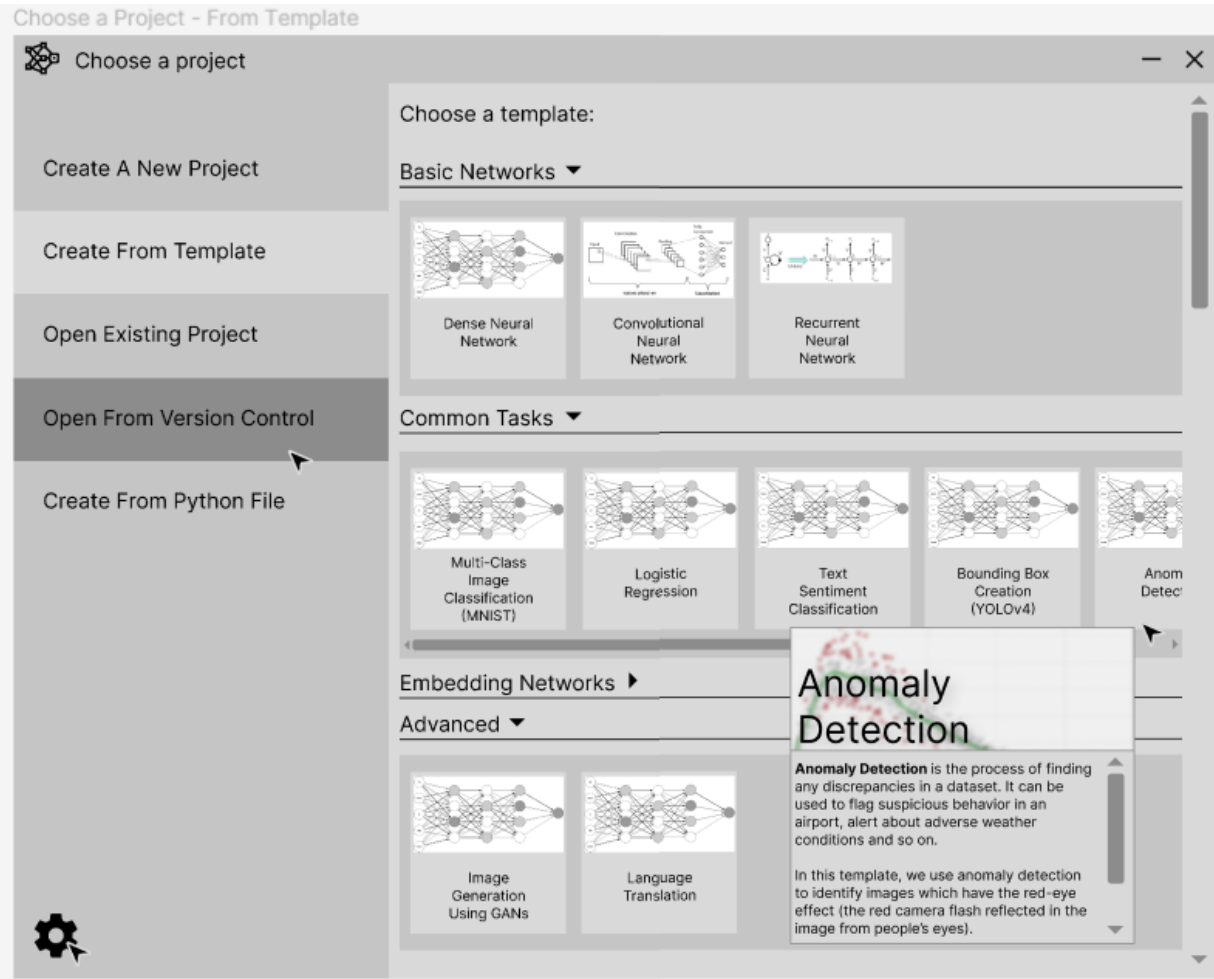 Choose a Project - From Template
Choose a project
Create A New Project
Create From Template
Open Existing Project
Open From Version Control
Create From Python File
Choose a template:
Basic Networks
Dense Neural
Network
Convolutional
Neural
Network
Recurrent
Neural
Network
Common Tasks
Multi-Class
Image
Classification
(MNIST)
Logistic
Regression
Text
Sentiment
Classification
Bounding Box
Creation
(YOLOv4)
Anom
Detec
Embedding Networks
Advanced
Image
Generation
Using GANs
Language
Translation
Anomaly
Detection
Anomaly Detection is the process of finding
any discrepancies in a dataset. It can be
used to flag suspicious behavior in an
airport, alert about adverse weather
conditions and so on.
In this template, we use anomaly detection
to identify images which have the red-eye
effect (the red camera flash reflected in the
image from people's eyes).